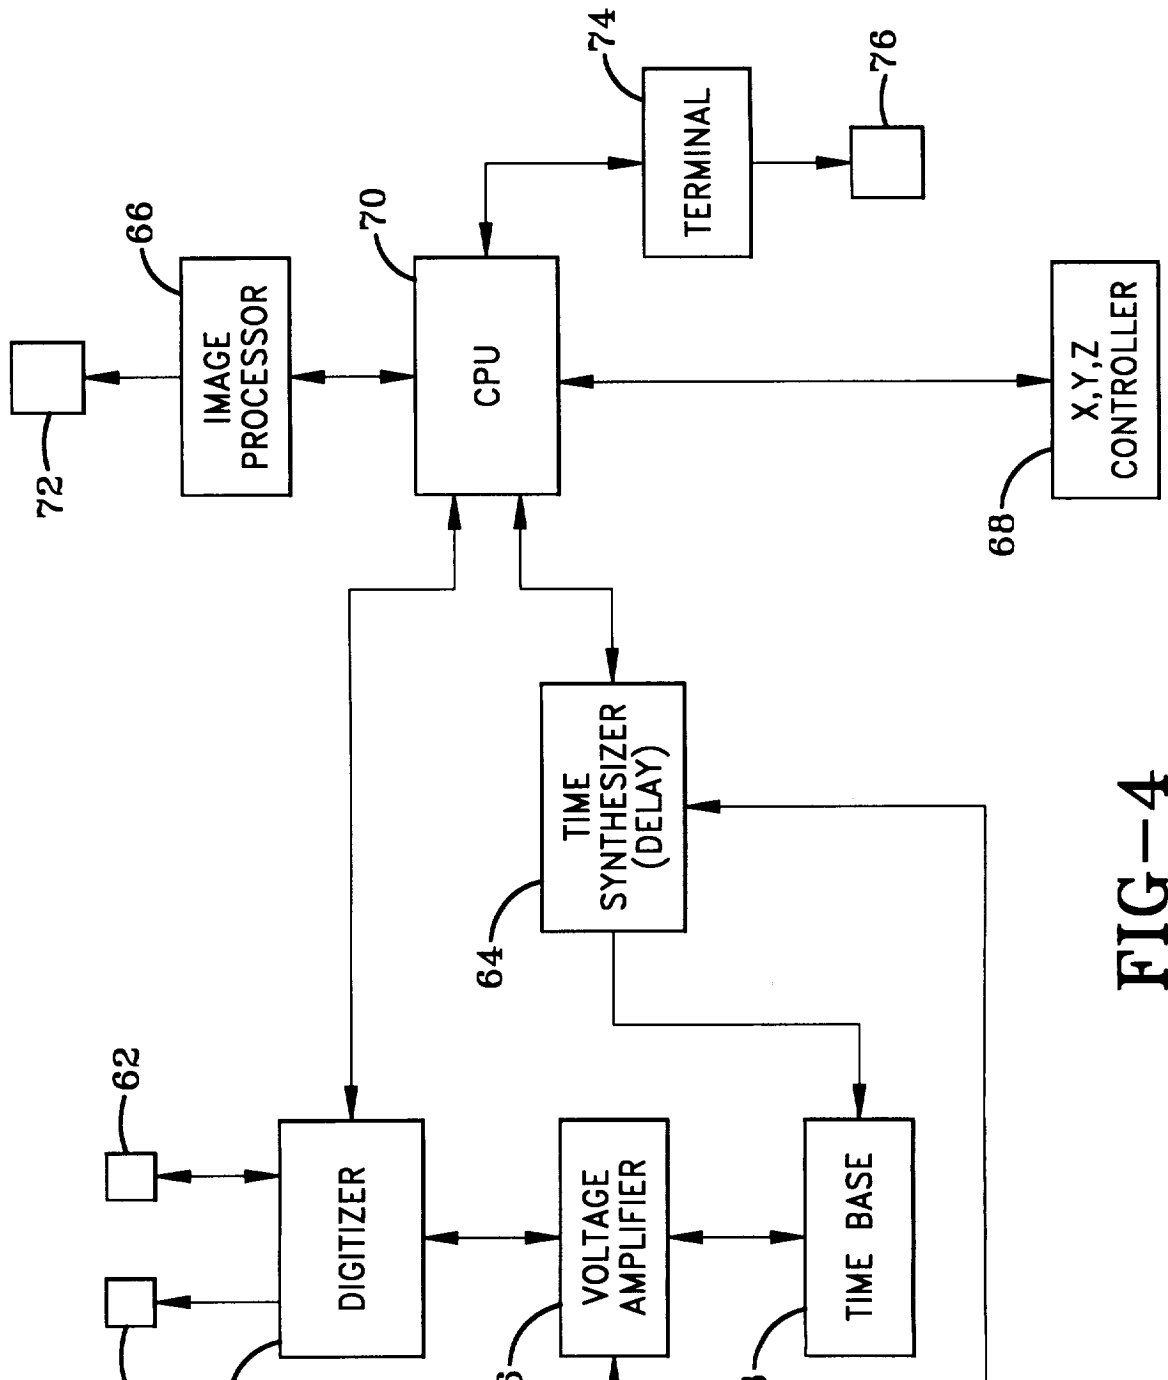 72
66
IMAGE
PROCESSOR
70
CPU
74
TERMINAL
76
68
X,Y,Z
CONTROLLER
64
TIME
SYNTHESIZER
(DELAY)
62
DIGITIZER
VOLTAGE
AMPLIFIER
TIME BASE
FIG-4